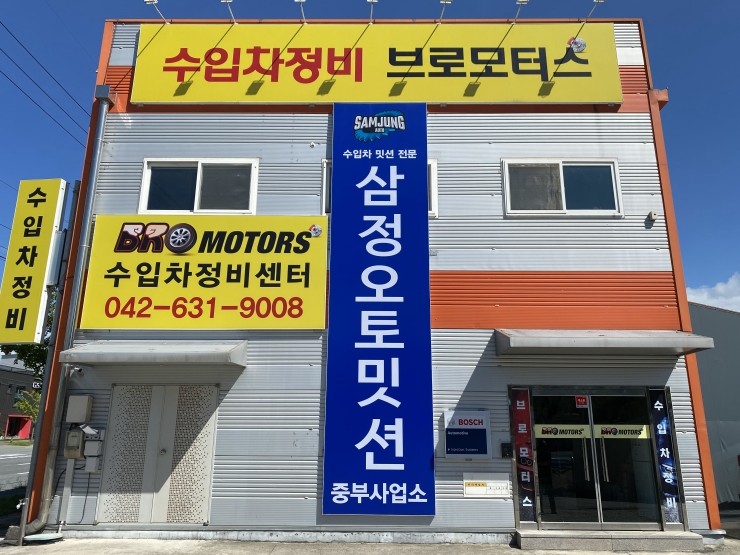 수입차정비 브로모터스
SAMJUNG
수입차 밋션 전문
삼정오토밋션
중부사업소
BRO MOTORS
수입차정비센터
042-631-9008
수입차정비
BOSCH
브로모터스
BRO MOTORS
BRO MOTORS
수입차정비